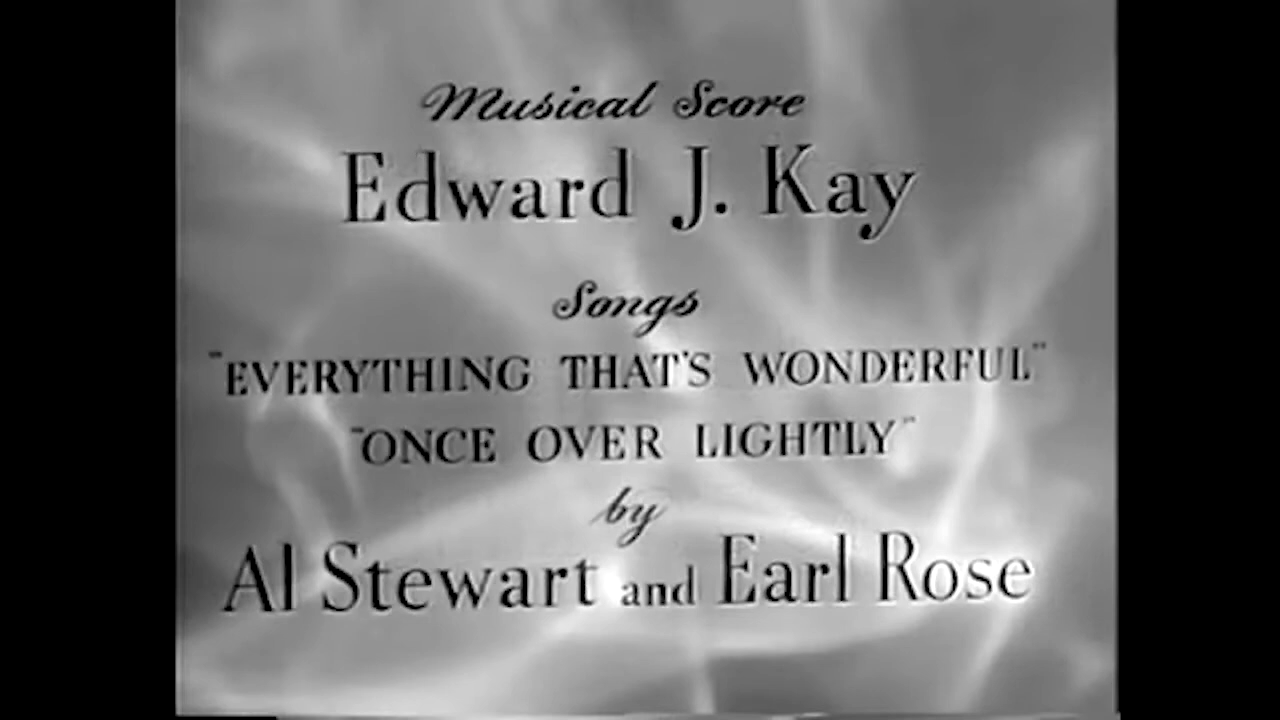 Musical Score
Edward J. Kay
Songs
"EVERYTHING THAT'S WONDERFUL"
"ONCE OVER LIGHTLY"
by
Al Stewart and Earl Rose